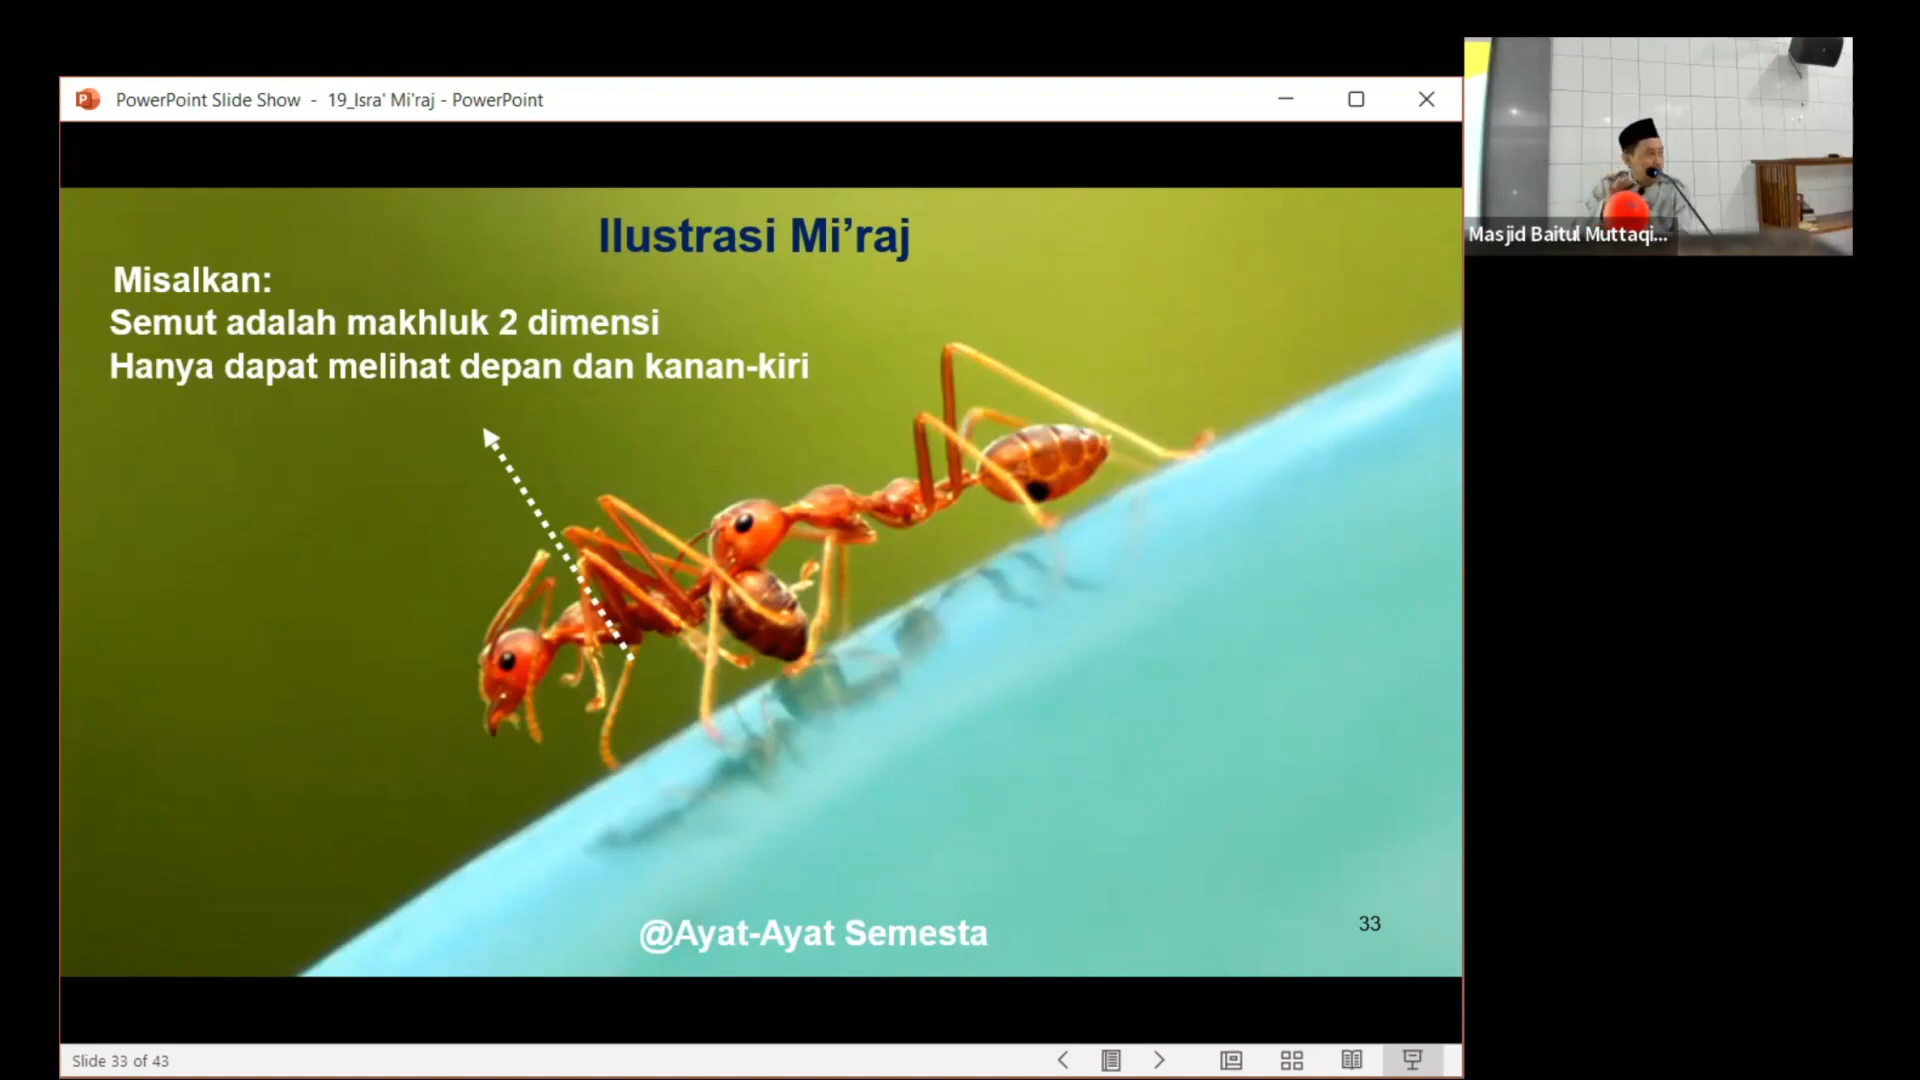 PowerPoint Slide Show - 19_Isra' Mi'raj - PowerPoint
Ilustrasi Mi’raj
Misalkan:
Semut adalah makhluk 2 dimensi
Hanya dapat melihat depan dan kanan-kiri
@Ayat-Ayat Semesta
33
Slide 33 of 43
Masjid Baitul Muttaqi...